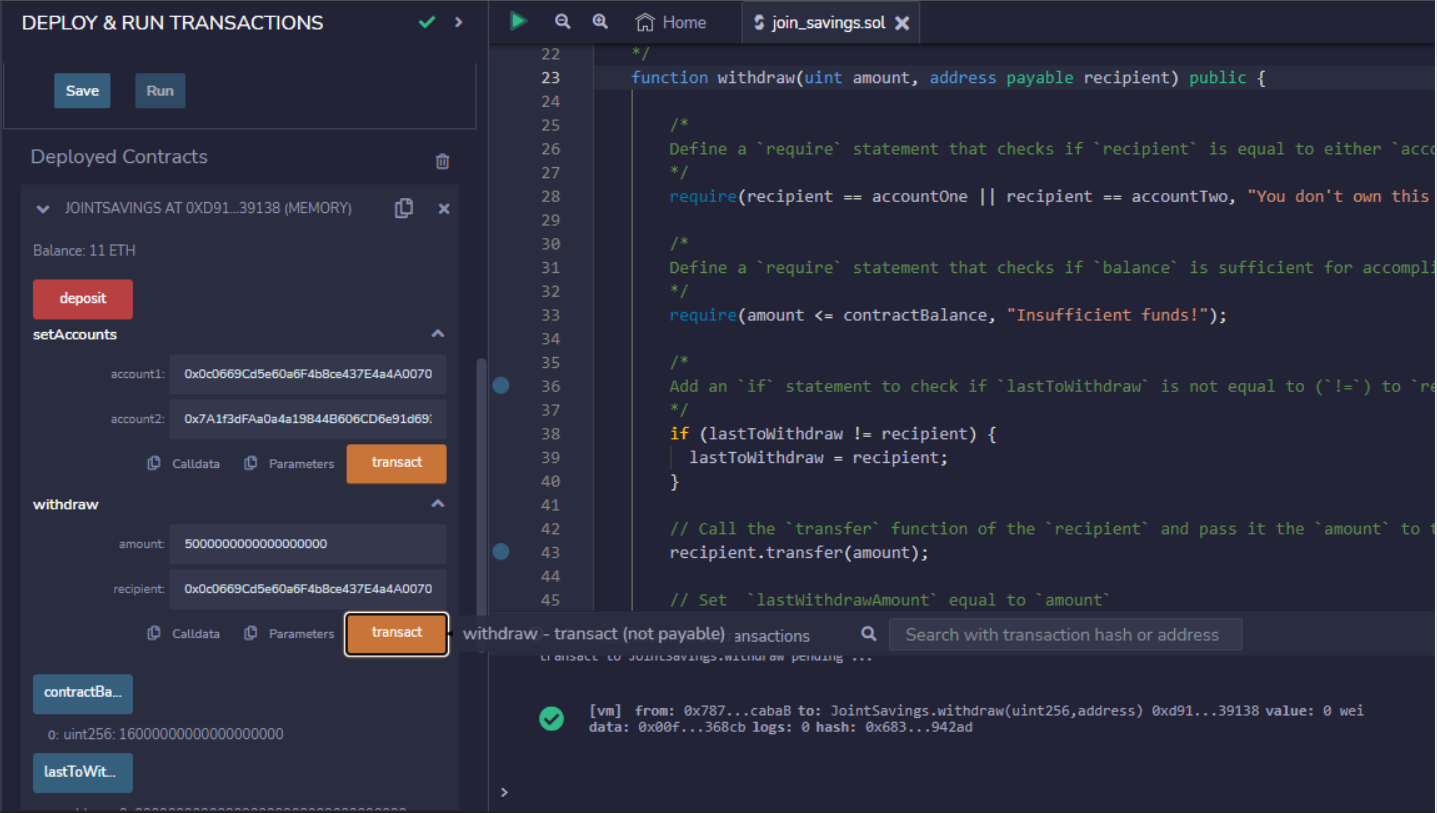 DEPLOY & RUN TRANSACTIONS
Save
Run
Deployed Contracts
JOINTSAVINGS AT 0XD91...39138 (MEMORY)
Balance: 11 ETH
deposit
setAccounts
account1:
0x0c0669Cd5e60a6F4b8ce437E4a4A0070
account2:
0x7A1f3dFAa0a4a19844B606CD6e91d693
Calldata
Parameters
transact
withdraw
amount:
5000000000000000000
recipient:
0x0c0669Cd5e60a6F4b8ce437E4a4A0070
Calldata
Parameters
transact
withdraw - transact (not payable)
contractBa...
0: uint256: 16000000000000000000
lastToWit...
Home
join_savings.sol
22 */
23 function withdraw(uint amount, address payable recipient) public {
24
25 /*
26 Define a `require` statement that checks if `recipient` is equal to either `acco
27 */
28 require(recipient == accountOne || recipient == accountTwo, "You don't own this
29
30 /*
31 Define a `require` statement that checks if `balance` is sufficient for accompli
32 */
33 require(amount <= contractBalance, "Insufficient funds!");
34
35 /*
36 Add an `if` statement to check if `lastToWithdraw` is not equal to (`!=`) to `re
37 */
38 if (lastToWithdraw != recipient) {
39 lastToWithdraw = recipient;
40 }
41
42 // Call the `transfer` function of the `recipient` and pass it the `amount` to t
43 recipient.transfer(amount);
44
45 // Set `lastWithdrawAmount` equal to `amount`
ansactions
Search with transaction hash or address
transact to JointSavings.withdraw pending ...
[vm] from: 0x787...cabaB to: JointSavings.withdraw(uint256,address) 0xd91...39138 value: 0 wei
data: 0x00f...368cb logs: 0 hash: 0x683...942ad
>